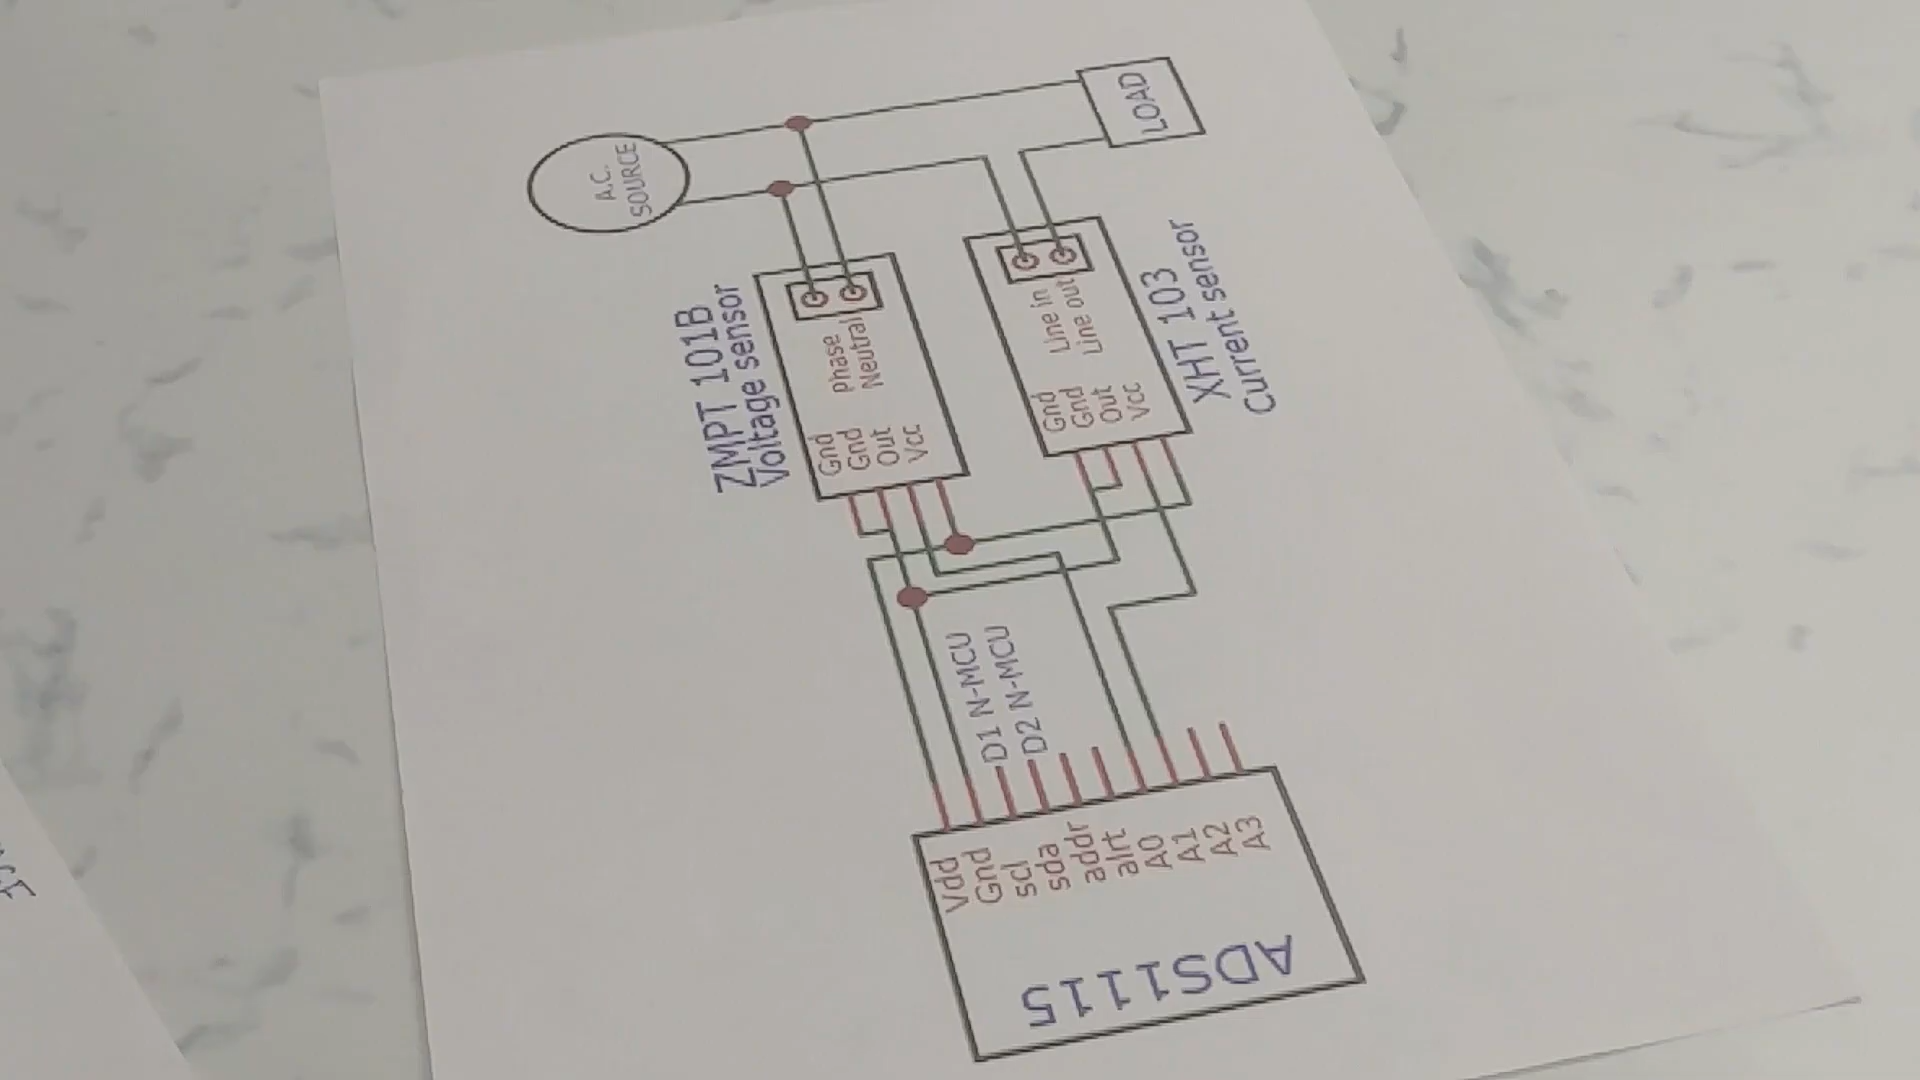 A.C.
SOURCE
LOAD
ZMPT 101B
Voltage sensor
phase
Neutral
Gnd
Gnd
Out
Vcc
XHT 103
Current sensor
Line in
Line out
Gnd
Gnd
Out
Vcc
D1 N-MCU
D2 N-MCU
Vdd
Gnd
scl
sda
addr
alrt
A0
A1
A2
A3
ADS1115